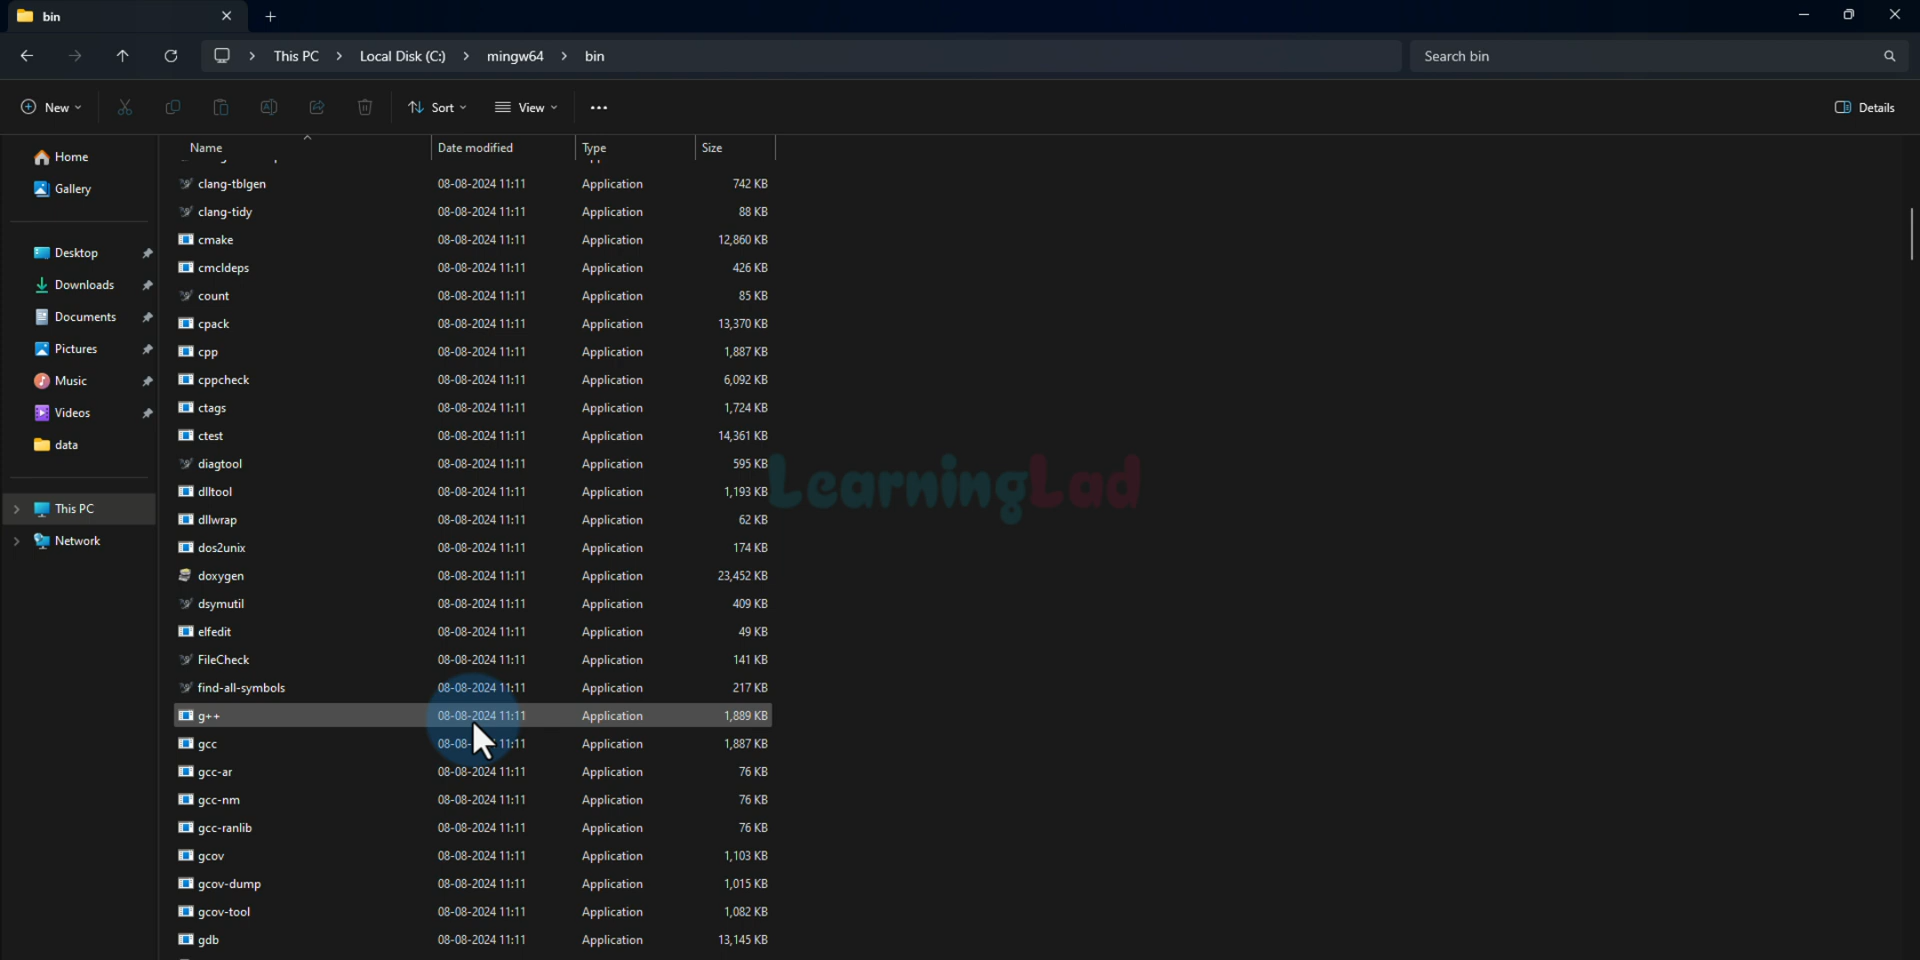 bin
This PC > Local Disk (C:) > mingw64 > bin
Search bin
New
Sort
View
Details
Home
Gallery
Desktop
Downloads
Documents
Pictures
Music
Videos
data
This PC
Network
Name Date modified Type Size
clang-tblgen 08-08-2024 11:11 Application 742 KB
clang-tidy 08-08-2024 11:11 Application 88 KB
cmake 08-08-2024 11:11 Application 12,860 KB
cmcldeps 08-08-2024 11:11 Application 426 KB
count 08-08-2024 11:11 Application 85 KB
cpack 08-08-2024 11:11 Application 13,370 KB
cpp 08-08-2024 11:11 Application 1,887 KB
cppcheck 08-08-2024 11:11 Application 6,092 KB
ctags 08-08-2024 11:11 Application 1,724 KB
ctest 08-08-2024 11:11 Application 14,361 KB
diagtool 08-08-2024 11:11 Application 595 KB
dlltool 08-08-2024 11:11 Application 1,193 KB
dllwrap 08-08-2024 11:11 Application 62 KB
dos2unix 08-08-2024 11:11 Application 174 KB
doxygen 08-08-2024 11:11 Application 23,452 KB
dsymutil 08-08-2024 11:11 Application 409 KB
elfedit 08-08-2024 11:11 Application 49 KB
FileCheck 08-08-2024 11:11 Application 141 KB
find-all-symbols 08-08-2024 11:11 Application 217 KB
g++ 08-08-2024 11:11 Application 1,889 KB
gcc 08-08- 11:11 Application 1,887 KB
gcc-ar 08-08-2024 11:11 Application 76 KB
gcc-nm 08-08-2024 11:11 Application 76 KB
gcc-ranlib 08-08-2024 11:11 Application 76 KB
gcov 08-08-2024 11:11 Application 1,103 KB
gcov-dump 08-08-2024 11:11 Application 1,015 KB
gcov-tool 08-08-2024 11:11 Application 1,082 KB
gdb 08-08-2024 11:11 Application 13,145 KB
LearningLad